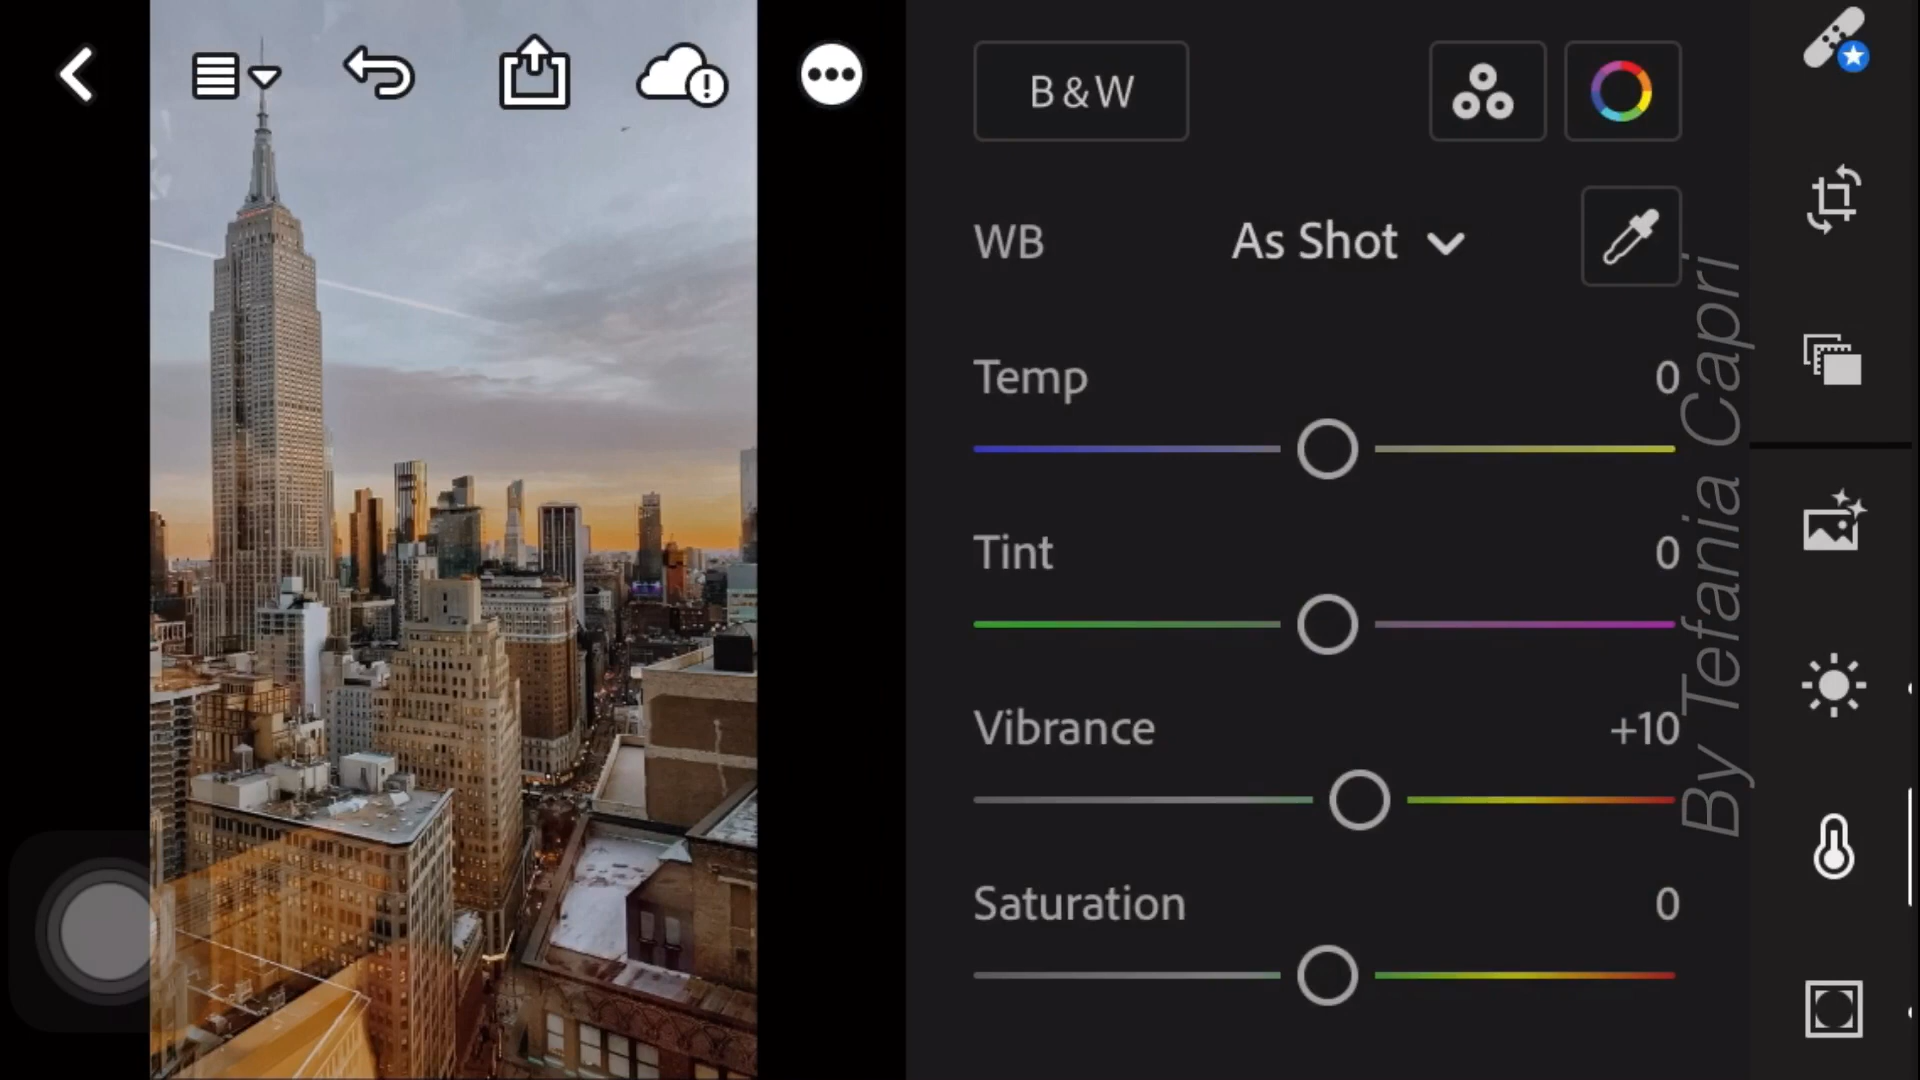 B&W
WB As Shot
Temp 0
Tint 0
Vibrance +10
Saturation 0
By Tefania Capri